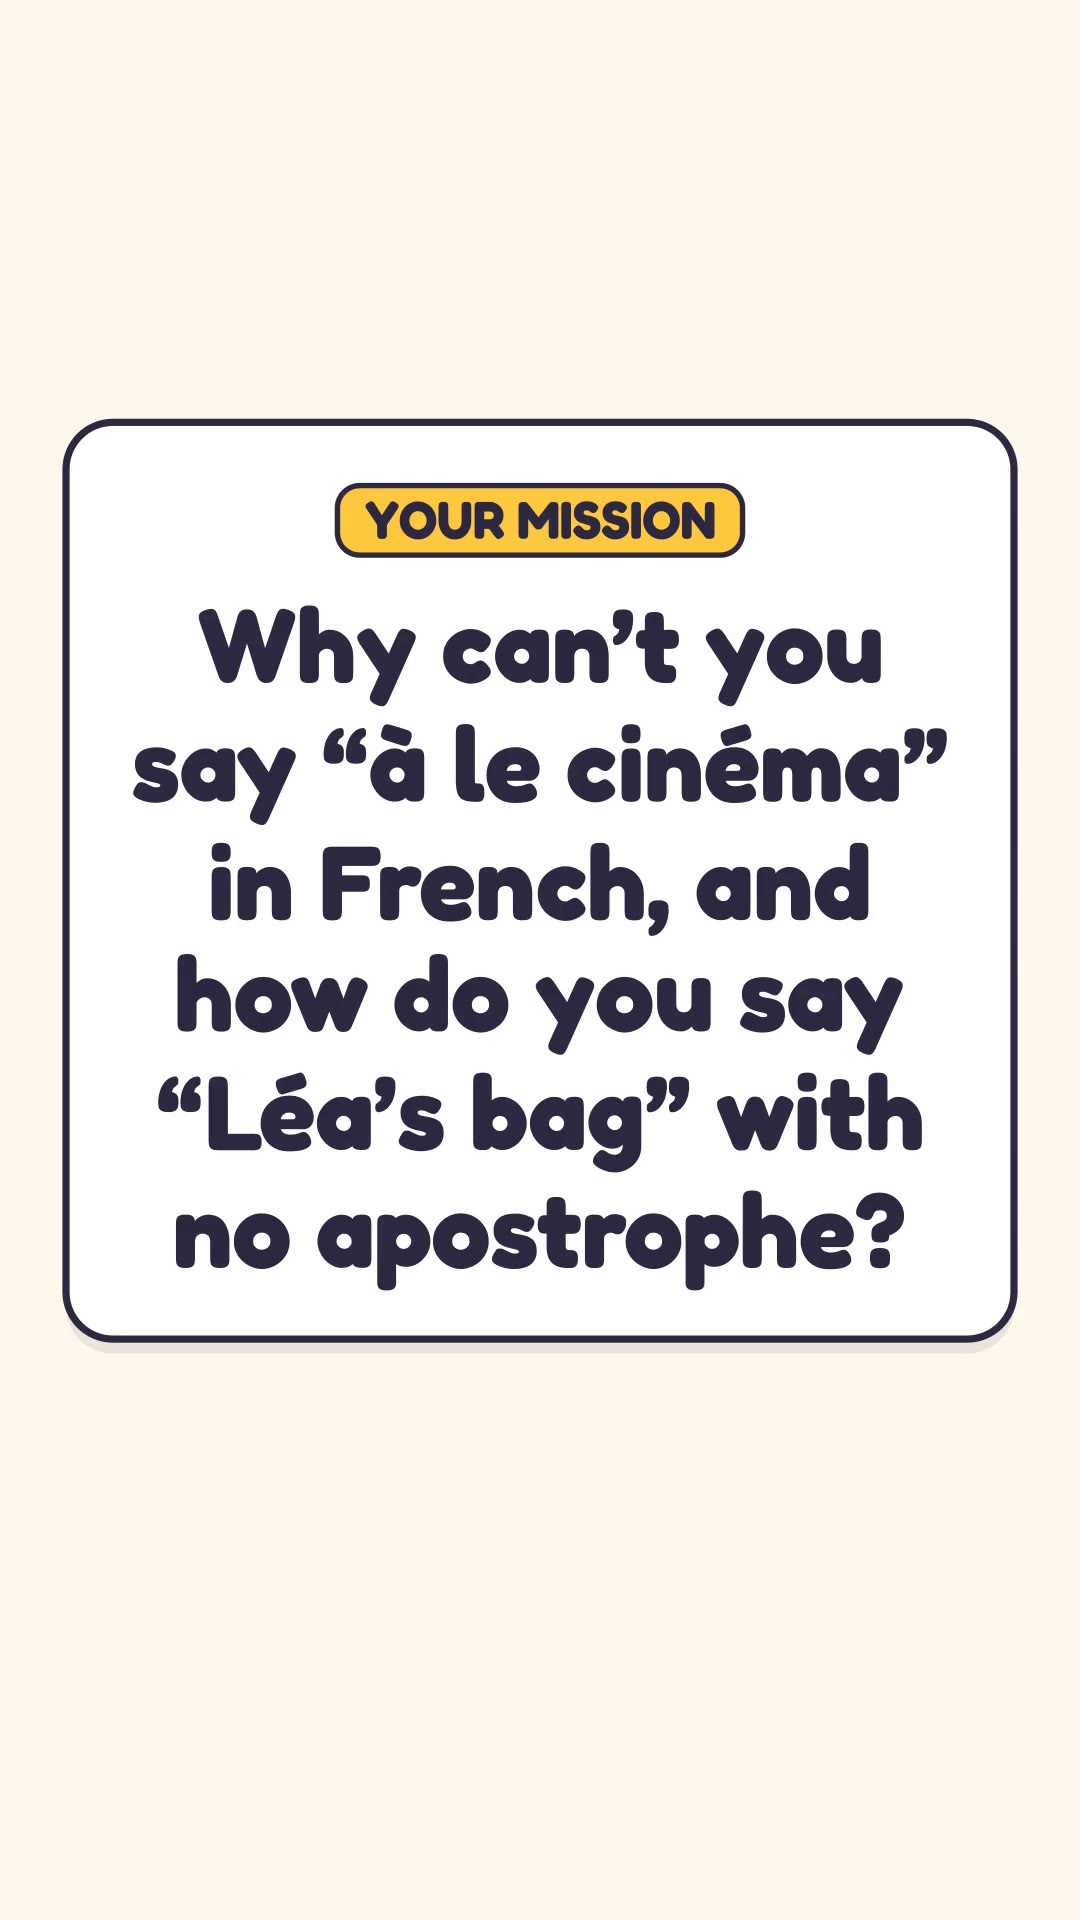 YOUR MISSION
Why can’t you
say “à le cinéma”
in French, and
how do you say
“Léa’s bag” with
no apostrophe?